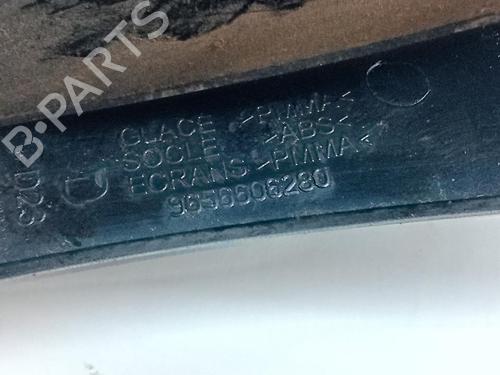 B-PARTS
GLACE >PMMA<
SOCLE >ABS<
ECRANS >PMMA<
9656606280
D23